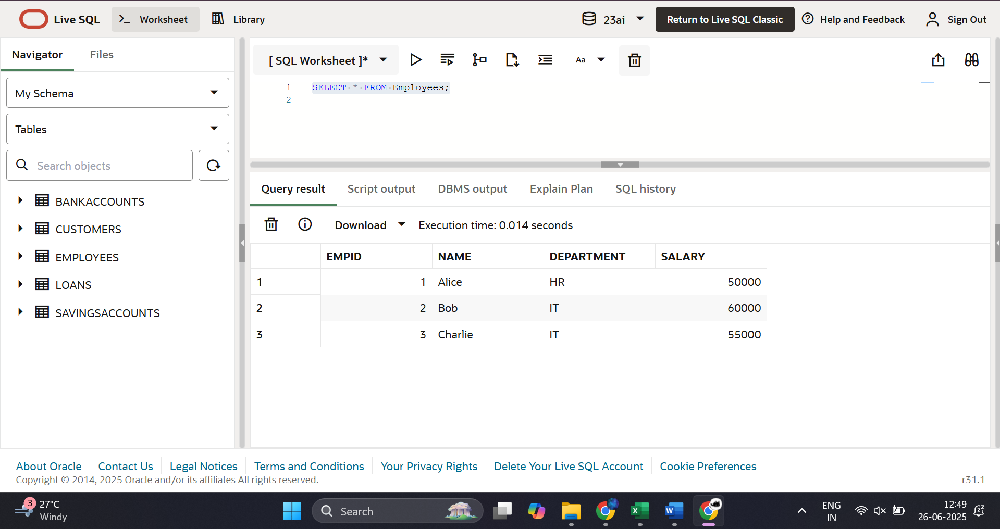 Live SQL
Worksheet
Library
23ai
Return to Live SQL Classic
Help and Feedback
Sign Out
Navigator
Files
My Schema
Tables
Search objects
BANKACCOUNTS
CUSTOMERS
EMPLOYEES
LOANS
SAVINGSACCOUNTS
[ SQL Worksheet ]*
Aa
1 SELECT * FROM Employees;
2
Query result
Script output
DBMS output
Explain Plan
SQL history
Download
Execution time: 0.014 seconds
EMPID NAME DEPARTMENT SALARY
1 1 Alice HR 50000
2 2 Bob IT 60000
3 3 Charlie IT 55000
About Oracle
Contact Us
Legal Notices
Terms and Conditions
Your Privacy Rights
Delete Your Live SQL Account
Cookie Preferences
Copyright © 2014, 2025 Oracle and/or its affiliates All rights reserved.
r31.1
3
27°C
Windy
Search
ENG
IN
12:49
26-06-2025